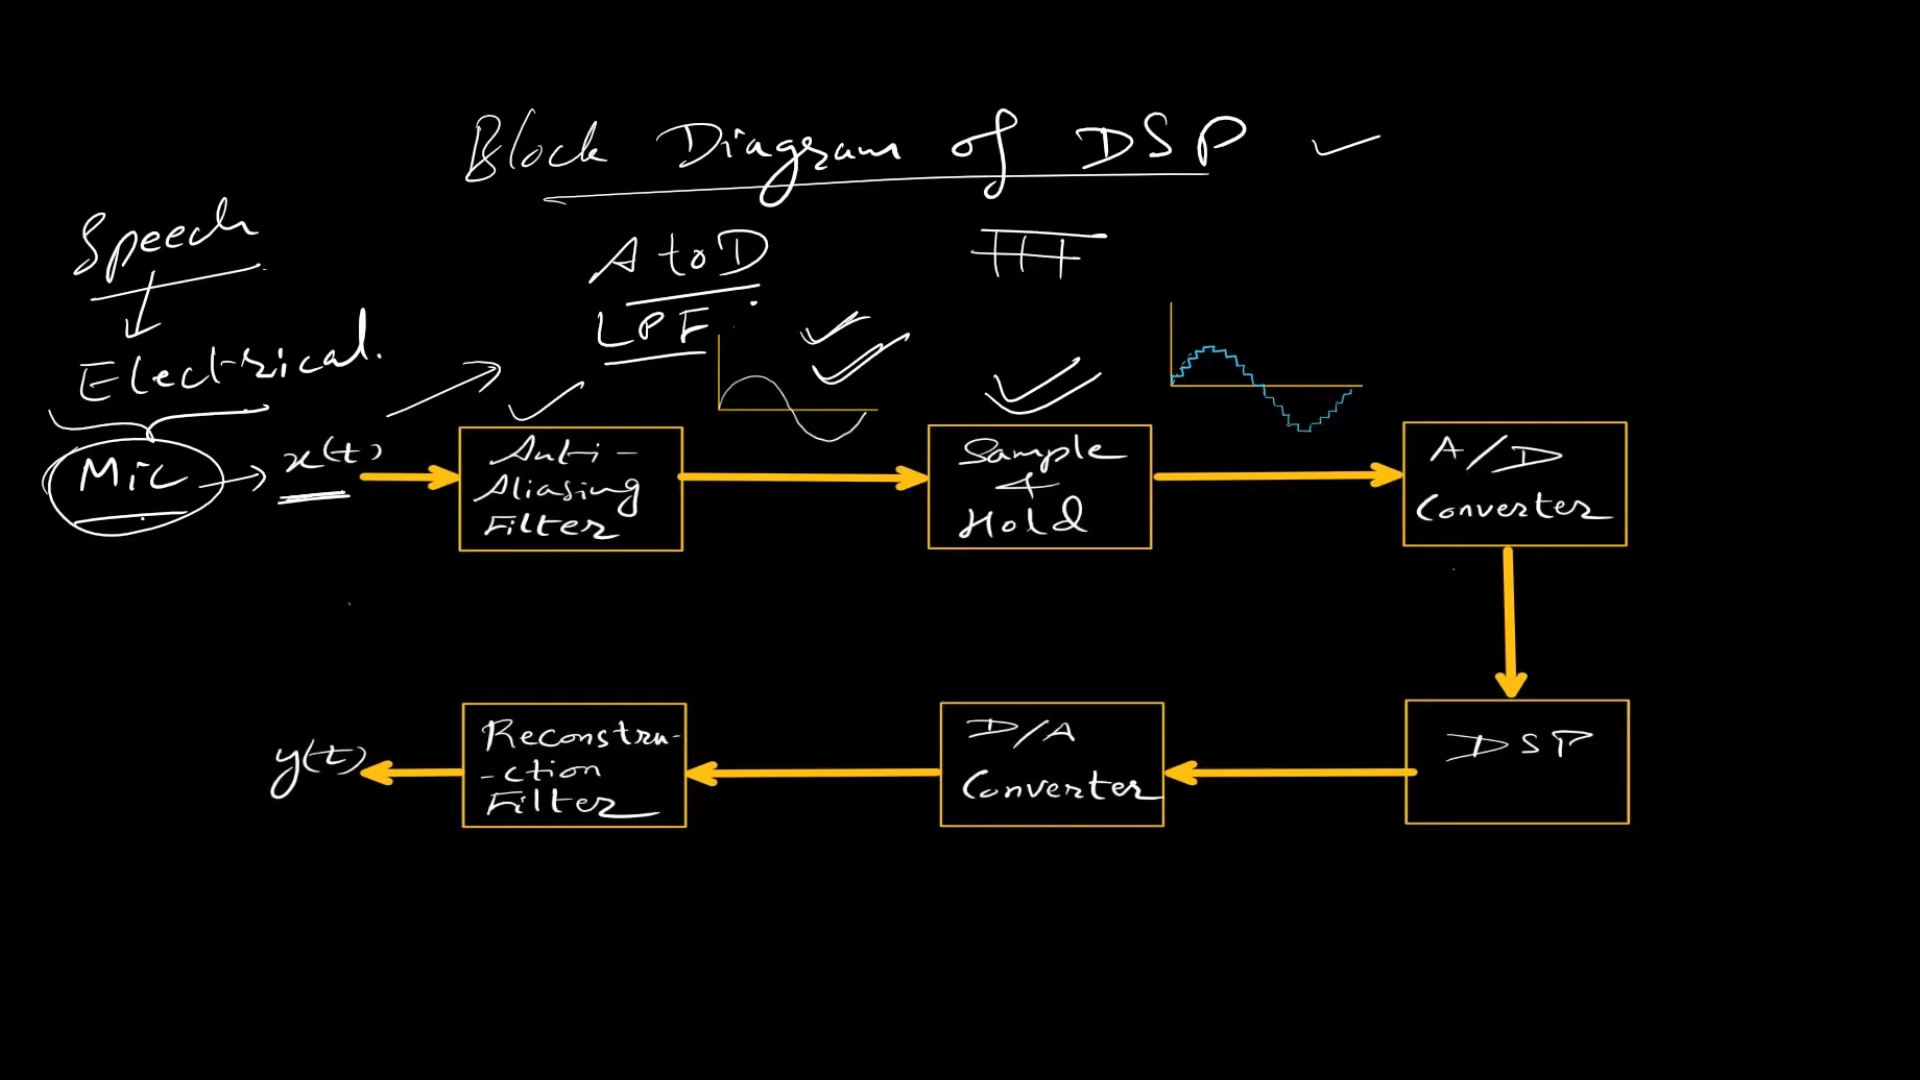 Block Diagram of DSP
Speech
Electrical.
Mic
x(t)
A to D
LPF
Anti-
Aliasing
Filter
Sample
&
Hold
A/D
Converter
DSP
D/A
Converter
Reconstru-
-ction
Filter
y(t)